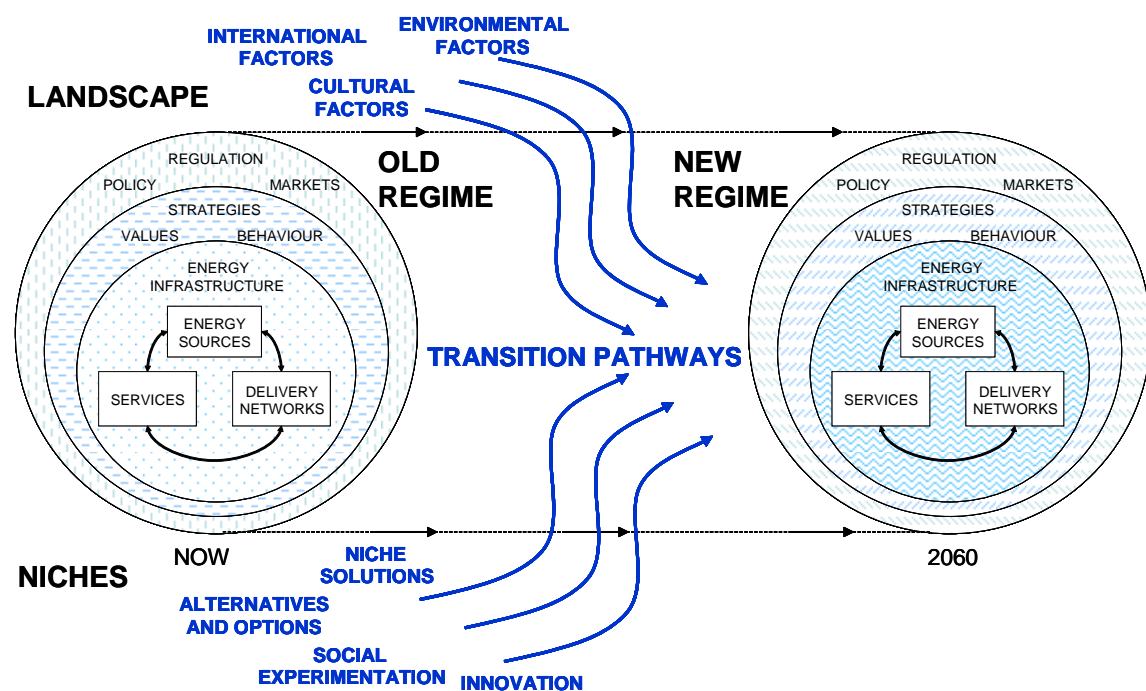 ENVIRONMENTAL
FACTORS
INTERNATIONAL
FACTORS
CULTURAL
FACTORS
LANDSCAPE
OLD
REGIME
NEW
REGIME
REGULATION
POLICY
MARKETS
STRATEGIES
VALUES
BEHAVIOUR
ENERGY
INFRASTRUCTURE
ENERGY
SOURCES
SERVICES
DELIVERY
NETWORKS
TRANSITION PATHWAYS
REGULATION
POLICY
MARKETS
STRATEGIES
VALUES
BEHAVIOUR
ENERGY
INFRASTRUCTURE
ENERGY
SOURCES
SERVICES
DELIVERY
NETWORKS
NOW
2060
NICHES
NICHE
SOLUTIONS
ALTERNATIVES
AND OPTIONS
SOCIAL
EXPERIMENTATION
INNOVATION